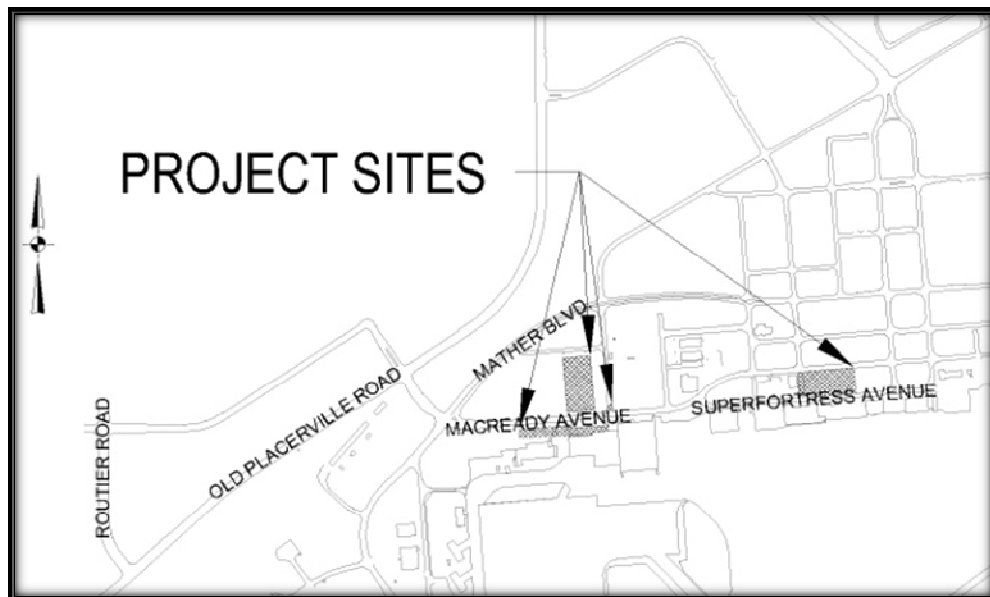 PROJECT SITES
MATHER BLVD.
OLD PLACERVILLE ROAD
ROUTIER ROAD
MACREADY AVENUE
SUPERFORTRESS AVENUE